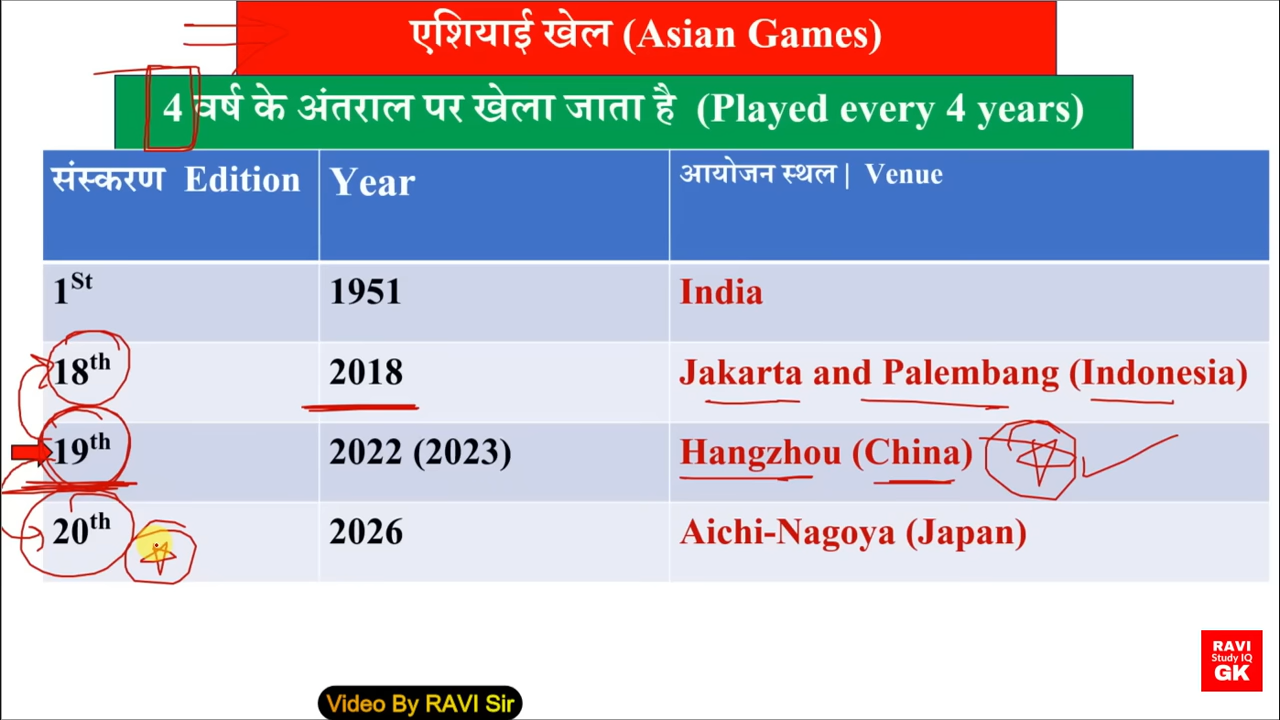 एशियाई खेल (Asian Games)
4 वर्ष के अंतराल पर खेला जाता है (Played every 4 years)
संस्करण Edition Year आयोजन स्थल | Venue
1St 1951 India
18th 2018 Jakarta and Palembang (Indonesia)
19th 2022 (2023) Hangzhou (China)
20th 2026 Aichi-Nagoya (Japan)
RAVI
Study IQ
GK
Video By RAVI Sir